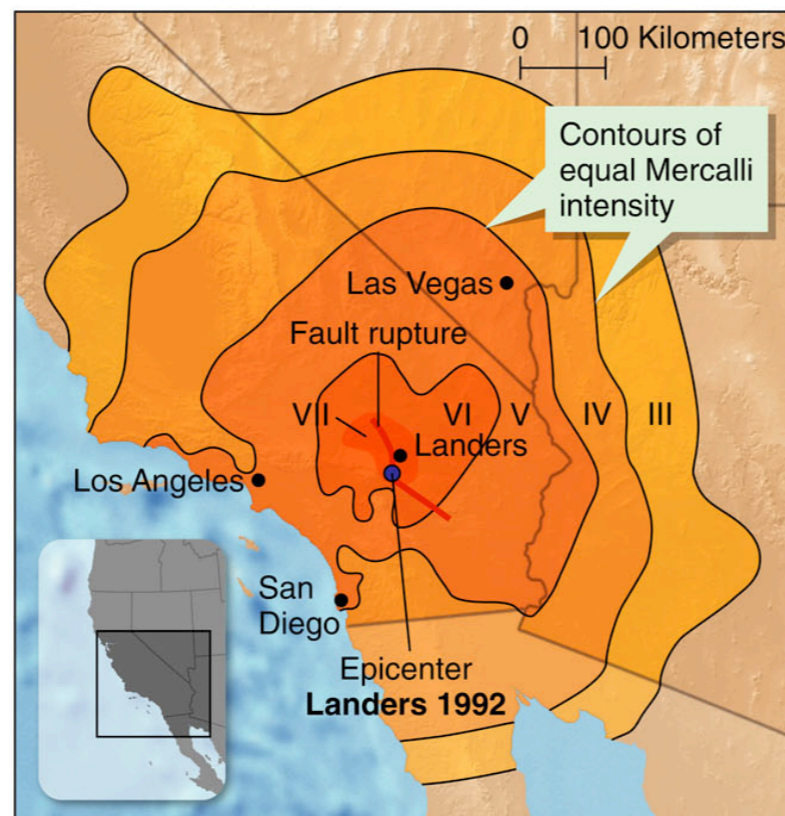 0 100 Kilometers
Contours of
equal Mercalli
intensity
Las Vegas
Fault rupture
VII VI V IV III
Landers
Los Angeles
San
Diego
Epicenter
Landers 1992